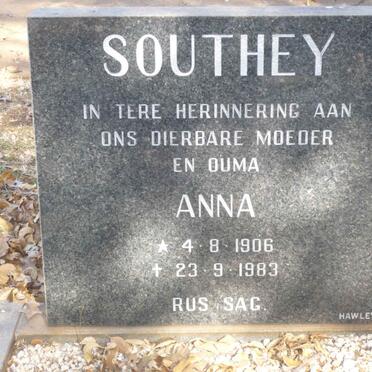 SOUTHEY
IN TERE HERINNERING AAN
ONS DIERBARE MOEDER
EN OUMA
ANNA
★ 4 · 8 · 1906
✝ 23 · 9 · 1983
RUS SAG.
HAWLEY